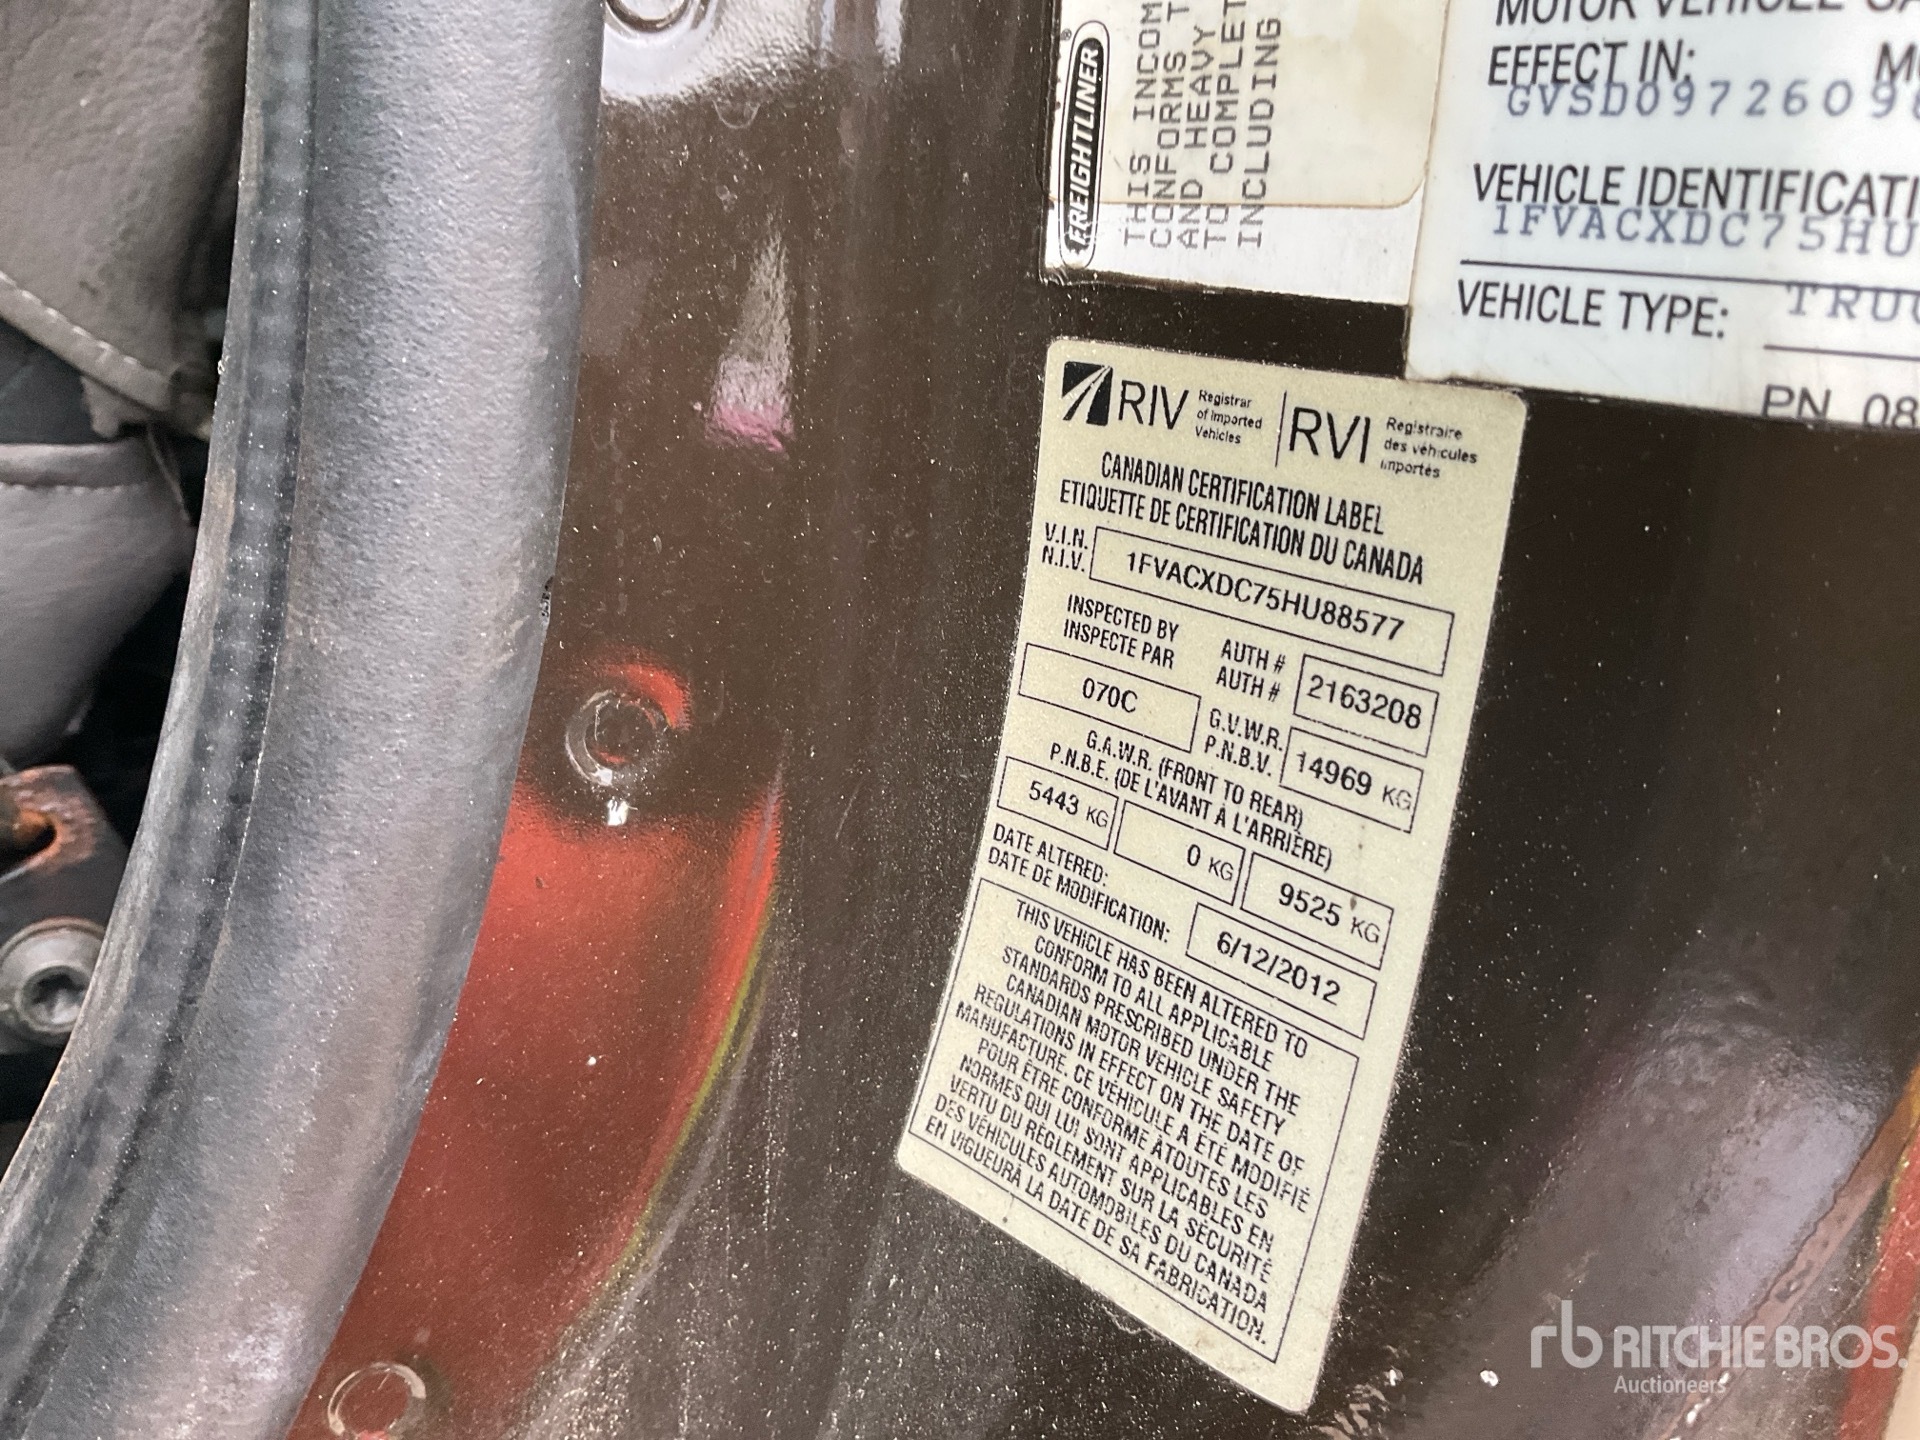 FREIGHTLINER
THIS INCOM
CONFORMS T
AND HEAVY
TO COMPLET
INCLUDING
MOTOR VEHICLE SA
EFFECT IN:
GVSD0972609
VEHICLE IDENTIFICATI
1FVACXDC75HU
VEHICLE TYPE: TRUC
PN 08
RIV Registrar of Imported Vehicles
RVI Registraire des véhicules importés
CANADIAN CERTIFICATION LABEL
ETIQUETTE DE CERTIFICATION DU CANADA
V.I.N.
N.I.V.
1FVACXDC75HU88577
INSPECTED BY
INSPECTE PAR
070C
AUTH #
AUTH #
2163208
G.V.W.R.
P.N.B.V.
14969 KG
G.A.W.R. (FRONT TO REAR)
P.N.B.E. (DE L'AVANT À L'ARRIÈRE)
5443 KG
0 KG
9525 KG
DATE ALTERED:
DATE DE MODIFICATION:
6/12/2012
THIS VEHICLE HAS BEEN ALTERED TO
CONFORM TO ALL APPLICABLE
STANDARDS PRESCRIBED UNDER THE
CANADIAN MOTOR VEHICLE SAFETY
REGULATIONS IN EFFECT ON THE DATE OF
MANUFACTURE. CE VÉHICULE A ÉTÉ MODIFIÉ
POUR ÊTRE CONFORME ÀTOUTES LES
NORMES QUI LUI SONT APPLICABLES EN
VERTU DU RÈGLEMENT SUR LA SÉCURITÉ
DES VÉHICULES AUTOMOBILES DU CANADA
EN VIGUEURÀ LA DATE DE SA FABRICATION.
rb RITCHIE BROS.
Auctioneers